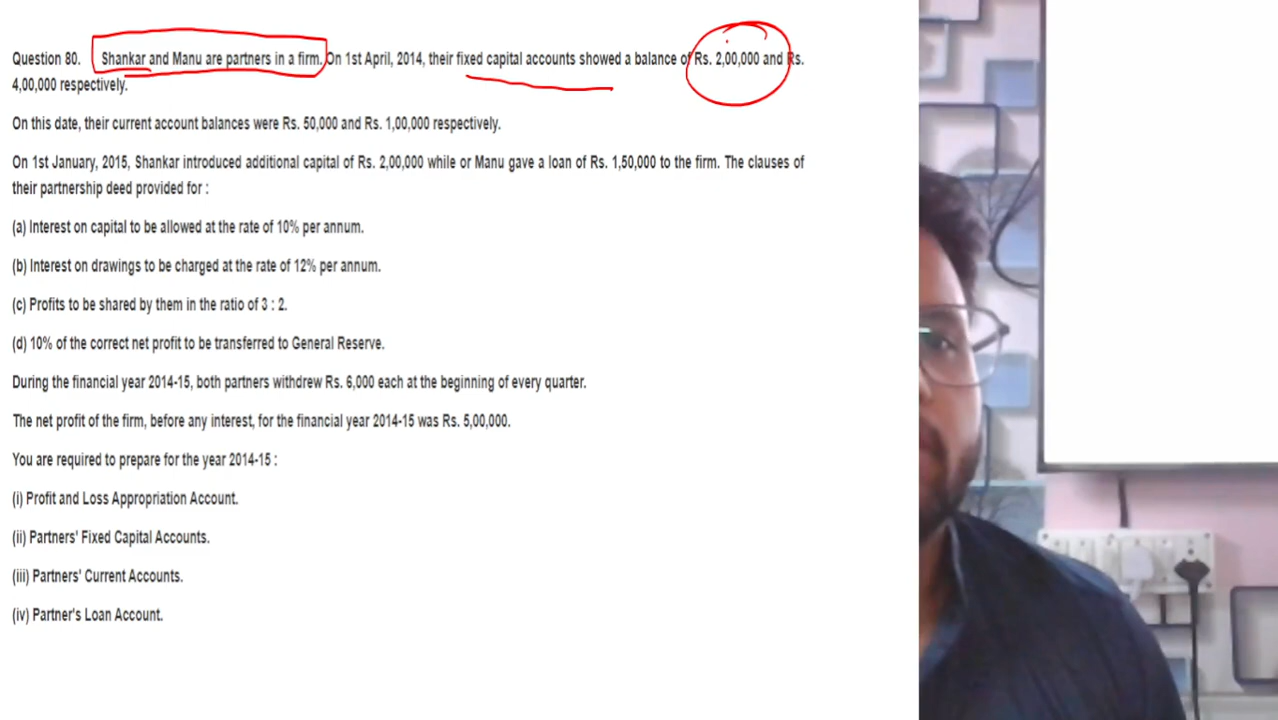 Question 80. Shankar and Manu are partners in a firm. On 1st April, 2014, their fixed capital accounts showed a balance of Rs. 2,00,000 and Rs.
4,00,000 respectively.
On this date, their current account balances were Rs. 50,000 and Rs. 1,00,000 respectively.
On 1st January, 2015, Shankar introduced additional capital of Rs. 2,00,000 while or Manu gave a loan of Rs. 1,50,000 to the firm. The clauses of
their partnership deed provided for :
(a) Interest on capital to be allowed at the rate of 10% per annum.
(b) Interest on drawings to be charged at the rate of 12% per annum.
(c) Profits to be shared by them in the ratio of 3 : 2.
(d) 10% of the correct net profit to be transferred to General Reserve.
During the financial year 2014-15, both partners withdrew Rs. 6,000 each at the beginning of every quarter.
The net profit of the firm, before any interest, for the financial year 2014-15 was Rs. 5,00,000.
You are required to prepare for the year 2014-15 :
(i) Profit and Loss Appropriation Account.
(ii) Partners' Fixed Capital Accounts.
(iii) Partners' Current Accounts.
(iv) Partner's Loan Account.